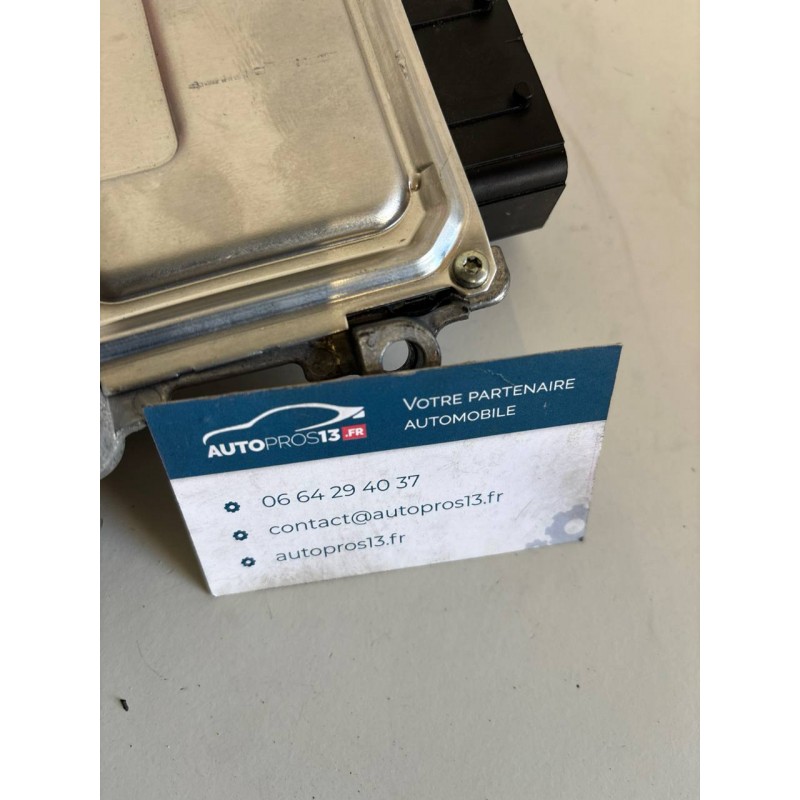 AUTOPROS13.FR
VOTRE PARTENAIRE
AUTOMOBILE
06 64 29 40 37
contact@autopros13.fr
autopros13.fr